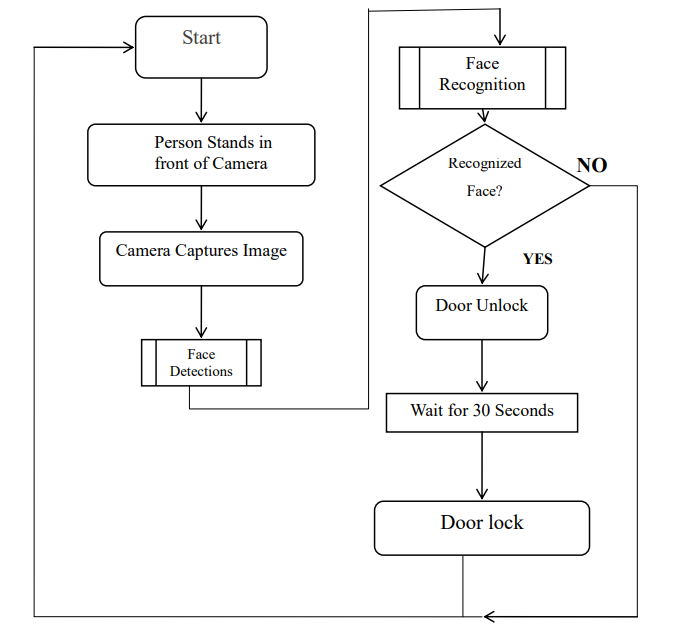 Start
Person Stands in
front of Camera
Camera Captures Image
Face
Detections
Face
Recognition
Recognized
Face?
NO
YES
Door Unlock
Wait for 30 Seconds
Door lock